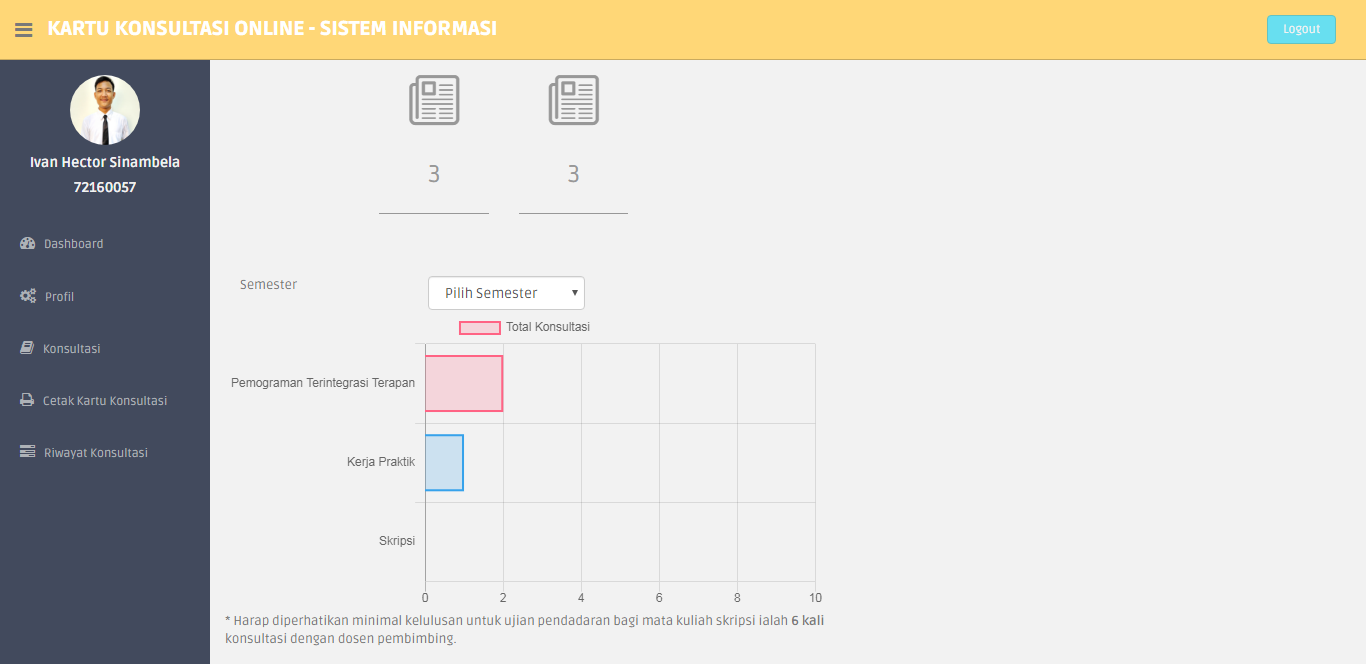 KARTU KONSULTASI ONLINE - SISTEM INFORMASI
Logout
Ivan Hector Sinambela
72160057
Dashboard
Profil
Konsultasi
Cetak Kartu Konsultasi
Riwayat Konsultasi
3 3
Semester Pilih Semester
Total Konsultasi
Pemograman Terintegrasi Terapan
Kerja Praktik
Skripsi
0 2 4 6 8 10
* Harap diperhatikan minimal kelulusan untuk ujian pendadaran bagi mata kuliah skripsi ialah 6 kali
konsultasi dengan dosen pembimbing.